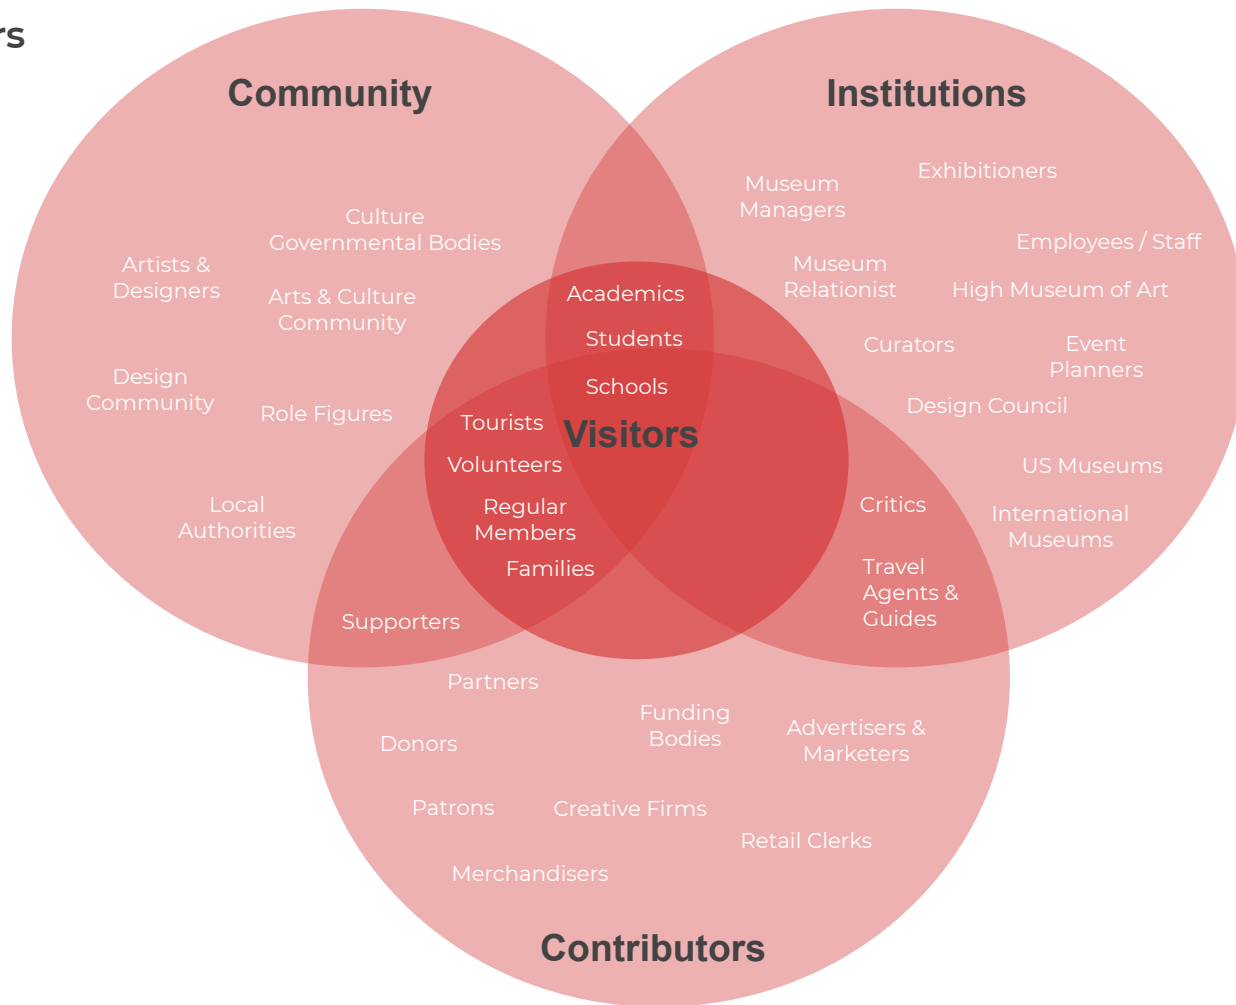 rs
Community
Institutions
Culture
Governmental Bodies
Artists &
Designers
Arts & Culture
Community
Design
Community
Role Figures
Local
Authorities
Museum
Managers
Exhibitioners
Employees / Staff
Museum
Relationist
High Museum of Art
Curators
Event
Planners
Design Council
US Museums
International
Museums
Academics
Students
Schools
Visitors
Tourists
Volunteers
Regular
Members
Families
Supporters
Critics
Travel
Agents &
Guides
Partners
Funding
Bodies
Advertisers &
Marketers
Donors
Patrons
Creative Firms
Retail Clerks
Merchandisers
Contributors